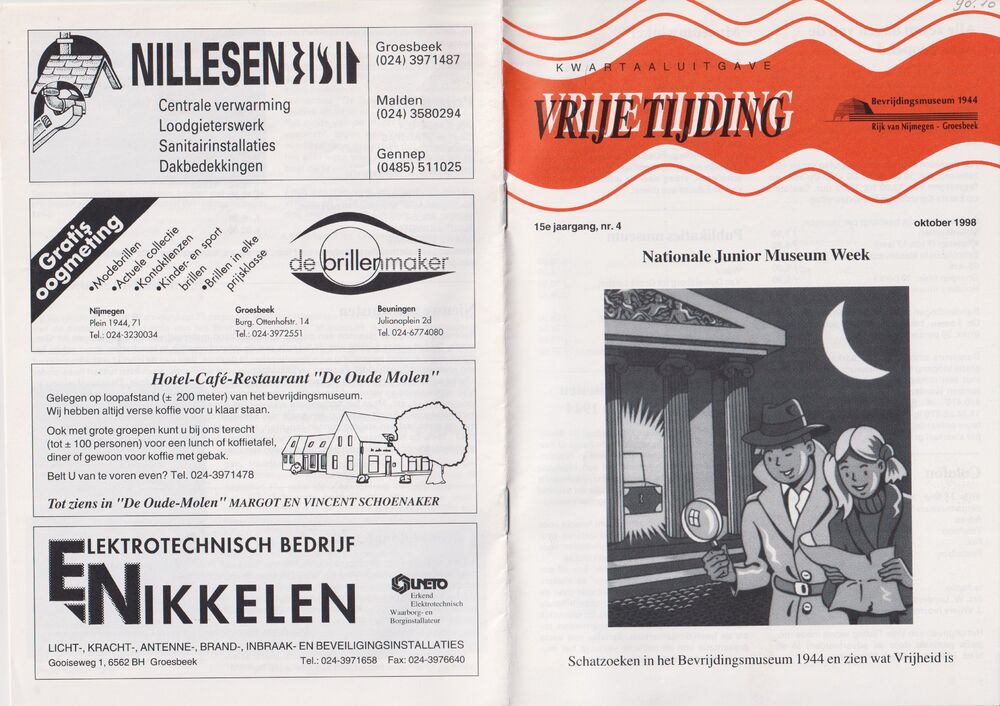 NILLESEN
Centrale verwarming
Loodgieterswerk
Sanitairinstallaties
Dakbedekkingen
Groesbeek
(024) 3971487
Malden
(024) 3580294
Gennep
(0485) 511025
Gratis
oogmeting
•Modebrillen
•Actuele collectie
•Kontaktlenzen
•Kinder- en sport
brillen
•Brillen in elke
prijsklasse
de brillenmaker
Nijmegen
Plein 1944, 71
Tel.: 024-3230034
Groesbeek
Burg. Ottenhofstr. 14
Tel.: 024-3972551
Beuningen
Julianaplein 2d
Tel. 024-6774080
Hotel-Café-Restaurant "De Oude Molen"
Gelegen op loopafstand (± 200 meter) van het bevrijdingsmuseum.
Wij hebben altijd verse koffie voor u klaar staan.
Ook met grote groepen kunt u bij ons terecht
(tot ± 100 personen) voor een lunch of koffietafel,
diner of gewoon voor koffie met gebak.
Belt U van te voren even? Tel. 024-3971478
Tot ziens in "De Oude-Molen" MARGOT EN VINCENT SCHOENAKER
ELEKTROTECHNISCH BEDRIJF
NIKKELEN
UNETO
Erkend
Elektrotechnisch
Waarborg- en
Borginstallateur
LICHT-, KRACHT-, ANTENNE-, BRAND-, INBRAAK- EN BEVEILIGINGSINSTALLATIES
Gooiseweg 1, 6562 BH Groesbeek
Tel.: 024-3971658 Fax: 024-3976640
98.10
KWARTAALUITGAVE
VRIJE TIJDING
Bevrijdingsmuseum 1944
Rijk van Nijmegen - Groesbeek
15e jaargang, nr. 4
oktober 1998
Nationale Junior Museum Week
Schatzoeken in het Bevrijdingsmuseum 1944 en zien wat Vrijheid is